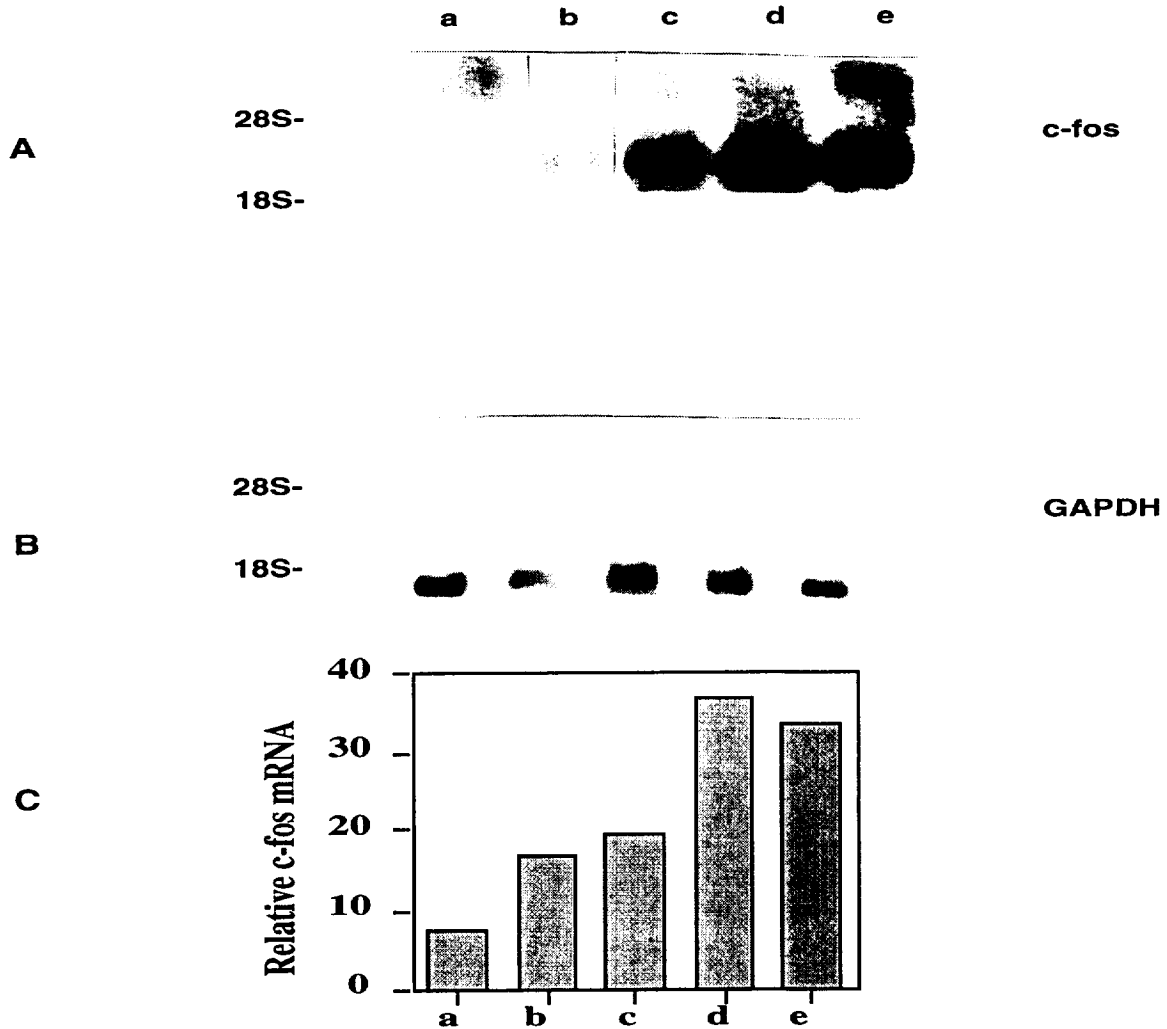 a b c d e
A
28S-
18S-
c-fos
B
28S-
18S-
GAPDH
C
Relative c-fos mRNA
40
30
20
10
0
a b c d e